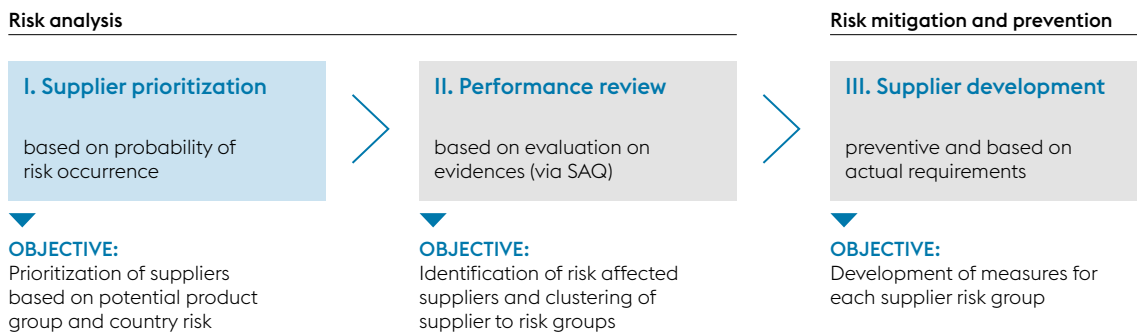 Risk analysis
Risk mitigation and prevention
I. Supplier prioritization
based on probability of
risk occurrence
OBJECTIVE:
Prioritization of suppliers
based on potential product
group and country risk
II. Performance review
based on evaluation on
evidences (via SAQ)
OBJECTIVE:
Identification of risk affected
suppliers and clustering of
supplier to risk groups
III. Supplier development
preventive and based on
actual requirements
OBJECTIVE:
Development of measures for
each supplier risk group